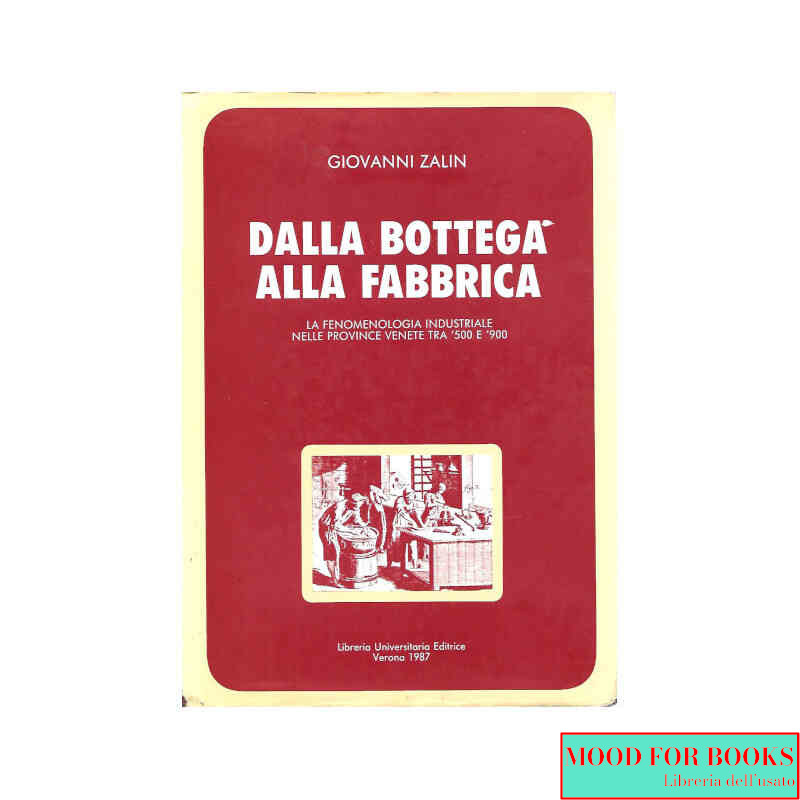 GIOVANNI ZALIN
DALLA BOTTEGA
ALLA FABBRICA
LA FENOMENOLOGIA INDUSTRIALE
NELLE PROVINCE VENETE TRA '500 E '900
Libreria Universitaria Editrice
Verona 1987
MOOD FOR BOOKS
Libreria dell'usato